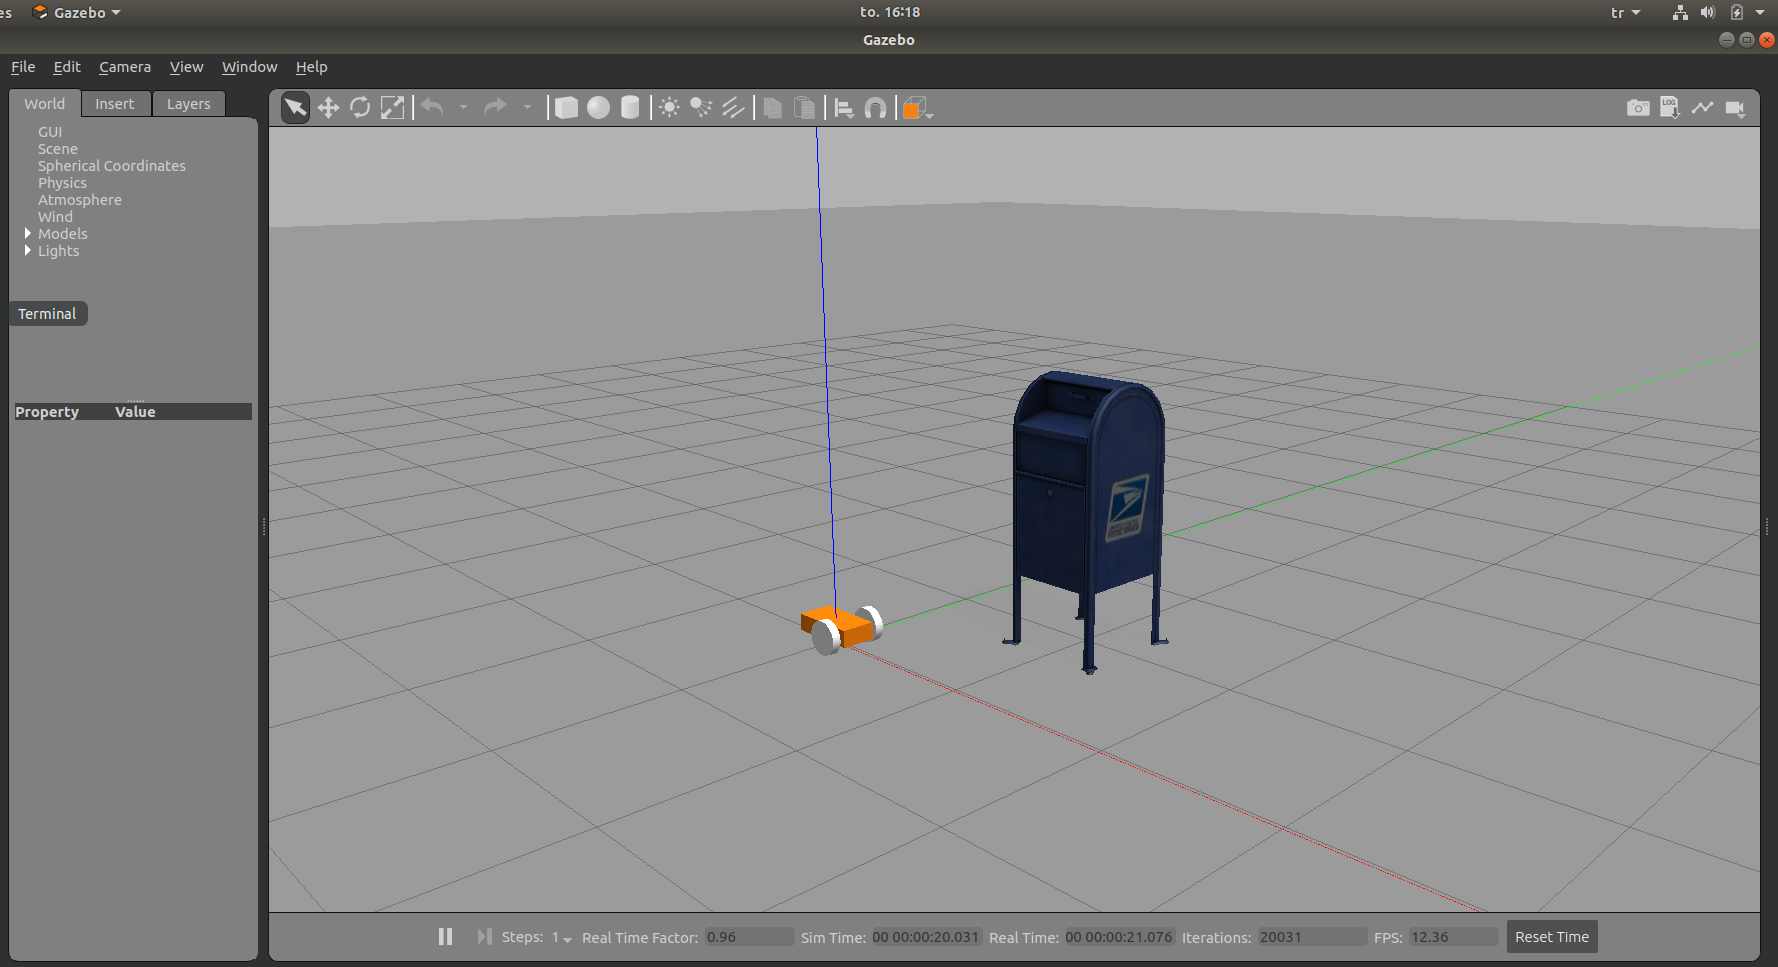 es Gazebo to. 16:18 tr
Gazebo
File Edit Camera View Window Help
World Insert Layers
LOG
GUI
Scene
Spherical Coordinates
Physics
Atmosphere
Wind
Models
Lights
Terminal
Property Value
Steps: 1 Real Time Factor: 0.96 Sim Time: 00 00:00:20.031 Real Time: 00 00:00:21.076 Iterations: 20031 FPS: 12.36 Reset Time